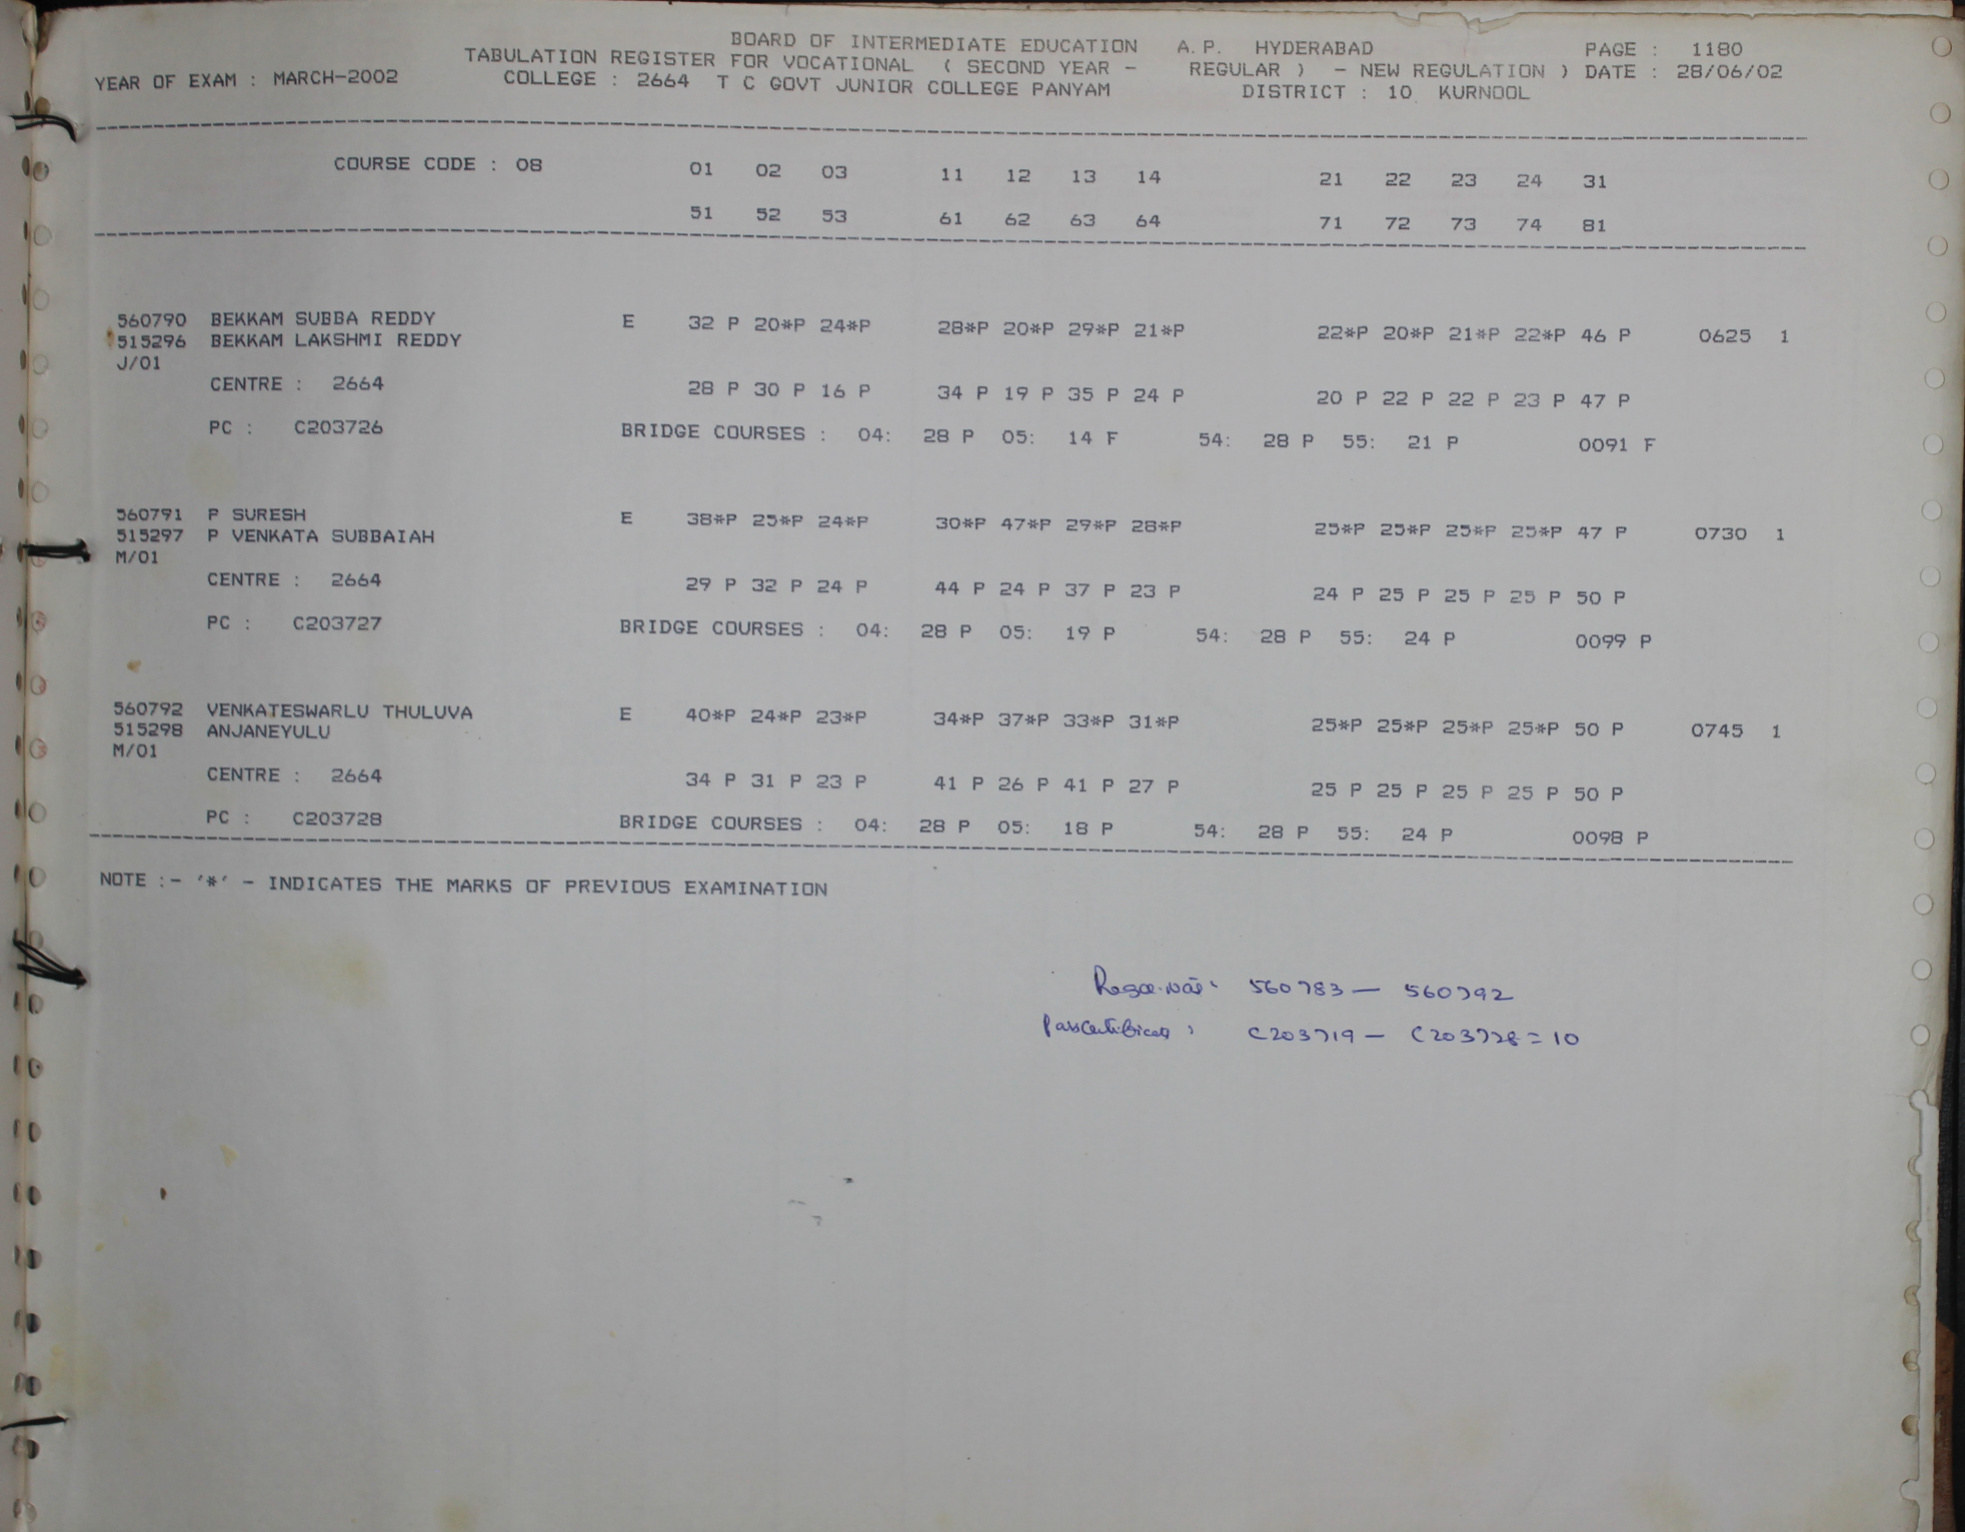 BOARD OF INTERMEDIATE EDUCATION A.P. HYDERABAD PAGE : 1180
TABULATION REGISTER FOR VOCATIONAL ( SECOND YEAR - REGULAR ) - NEW REGULATION ) DATE : 28/06/02
YEAR OF EXAM : MARCH-2002 COLLEGE : 2664 T C GOVT JUNIOR COLLEGE PANYAM DISTRICT : 10 KURNOOL
COURSE CODE : 08 01 02 03 11 12 13 14 21 22 23 24 31
51 52 53 61 62 63 64 71 72 73 74 81
560790 BEKKAM SUBBA REDDY E 32 P 20*P 24*P 28*P 20*P 29*P 21*P 22*P 20*P 21*P 22*P 46 P 0625 1
515296 BEKKAM LAKSHMI REDDY
J/01
CENTRE : 2664 28 P 30 P 16 P 34 P 19 P 35 P 24 P 20 P 22 P 22 P 23 P 47 P
PC : C203726 BRIDGE COURSES : 04: 28 P 05: 14 F 54: 28 P 55: 21 P 0091 F
560791 P SURESH E 38*P 25*P 24*P 30*P 47*P 29*P 28*P 25*P 25*P 25*P 25*P 47 P 0730 1
515297 P VENKATA SUBBAIAH
M/01
CENTRE : 2664 29 P 32 P 24 P 44 P 24 P 37 P 23 P 24 P 25 P 25 P 25 P 50 P
PC : C203727 BRIDGE COURSES : 04: 28 P 05: 19 P 54: 28 P 55: 24 P 0099 P
560792 VENKATESWARLU THULUVA E 40*P 24*P 23*P 34*P 37*P 33*P 31*P 25*P 25*P 25*P 25*P 50 P 0745 1
515298 ANJANEYULU
M/01
CENTRE : 2664 34 P 31 P 23 P 41 P 26 P 41 P 27 P 25 P 25 P 25 P 25 P 50 P
PC : C203728 BRIDGE COURSES : 04: 28 P 05: 18 P 54: 28 P 55: 24 P 0098 P
NOTE :- '*' - INDICATES THE MARKS OF PREVIOUS EXAMINATION
560783 — 560792
C203719 — C203728 = 10